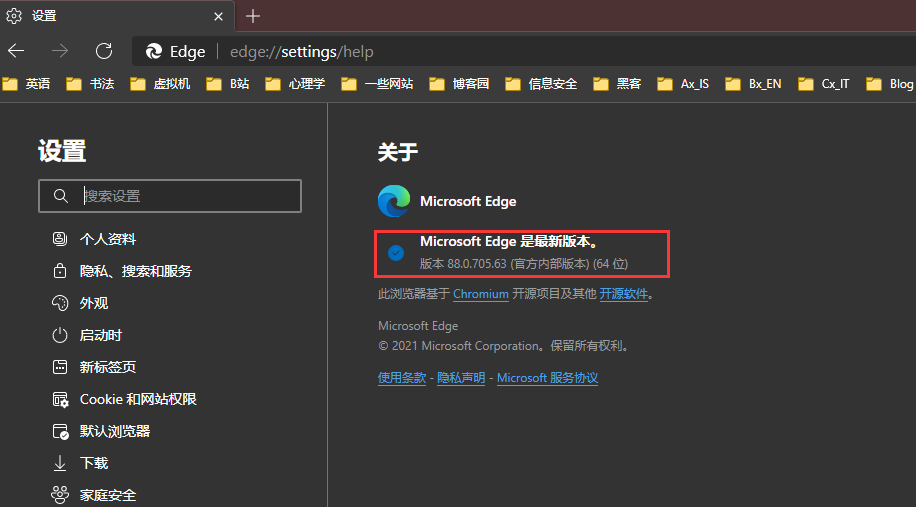 设置
Edge edge://settings/help
英语 书法 虚拟机 B站 心理学 一些网站 博客园 信息安全 黑客 Ax_IS Bx_EN Cx_IT Blog
设置
搜索设置
个人资料
隐私、搜索和服务
外观
启动时
新标签页
Cookie 和网站权限
默认浏览器
下载
家庭安全
关于
Microsoft Edge
Microsoft Edge 是最新版本。
版本 88.0.705.63 (官方内部版本) (64 位)
此浏览器基于 Chromium 开源项目及其他 开源软件。
Microsoft Edge
© 2021 Microsoft Corporation。保留所有权利。
使用条款 - 隐私声明 - Microsoft 服务协议